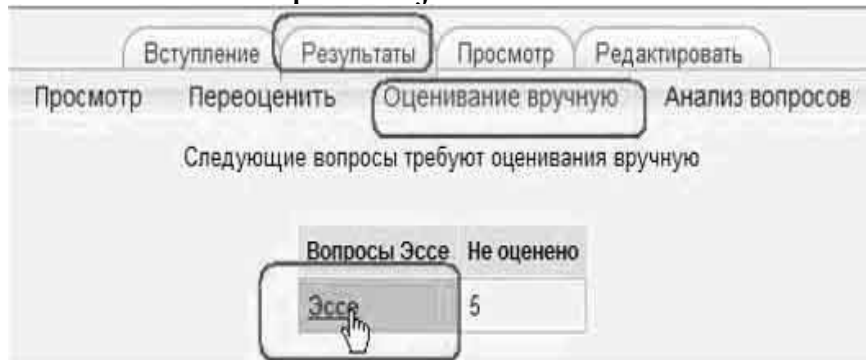 Вступление Результаты Просмотр Редактировать
Просмотр Переоценить Оценивание вручную Анализ вопросов
Следующие вопросы требуют оценивания вручную
Вопросы Эссе Не оценено
Эссе 5